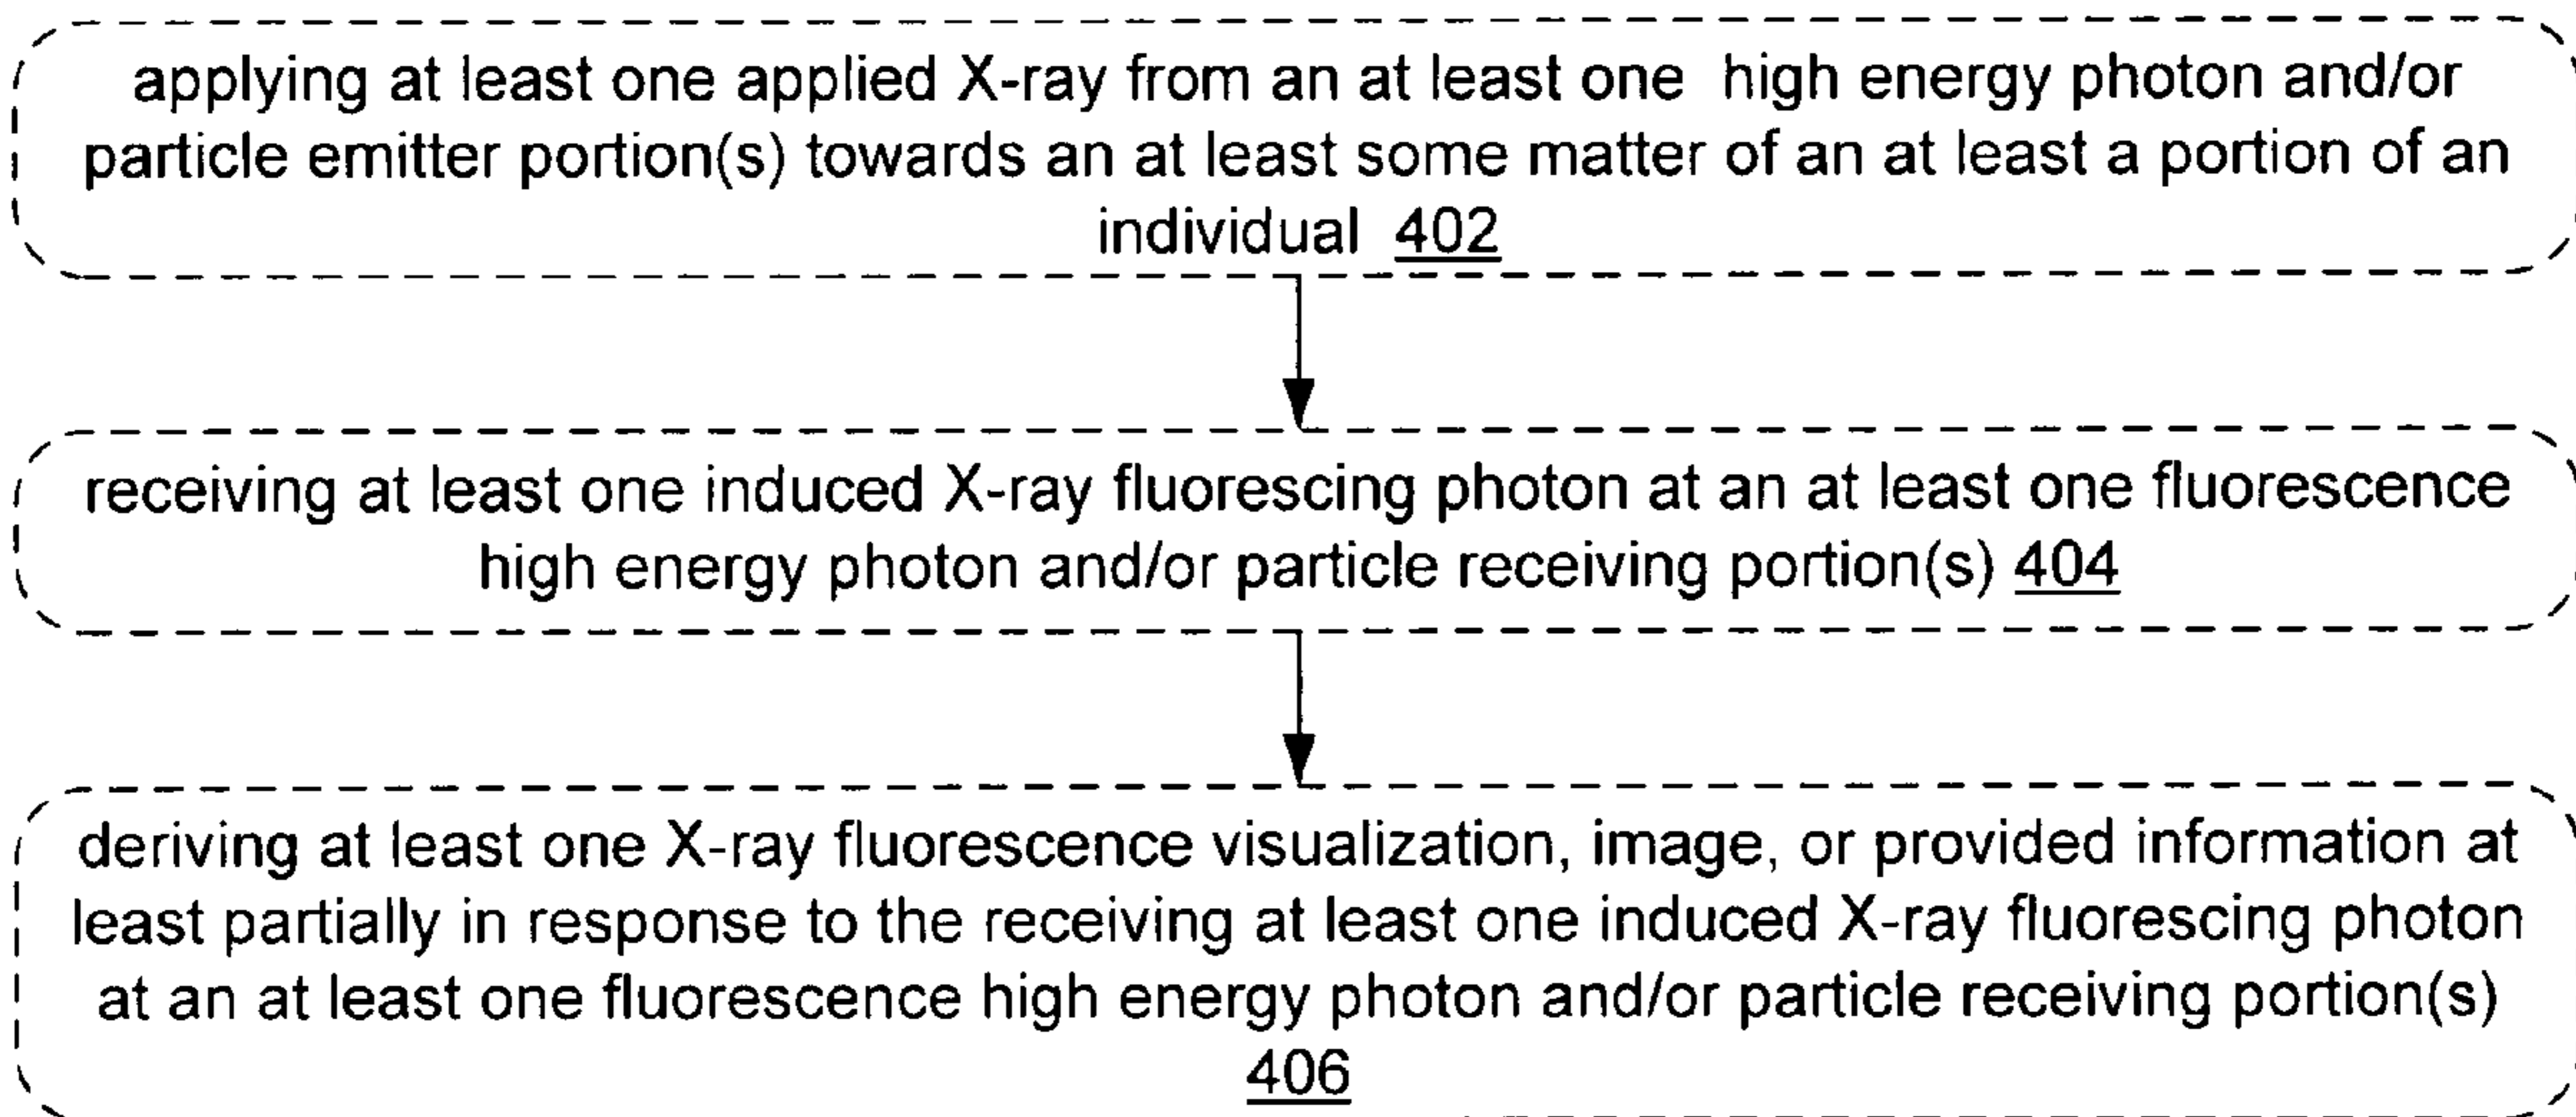 applying at least one applied X-ray from an at least one high energy photon and/or
particle emitter portion(s) towards an at least some matter of an at least a portion of an
individual 402
receiving at least one induced X-ray fluorescing photon at an at least one fluorescence
high energy photon and/or particle receiving portion(s) 404
deriving at least one X-ray fluorescence visualization, image, or provided information at
least partially in response to the receiving at least one induced X-ray fluorescing photon
at an at least one fluorescence high energy photon and/or particle receiving portion(s)
406